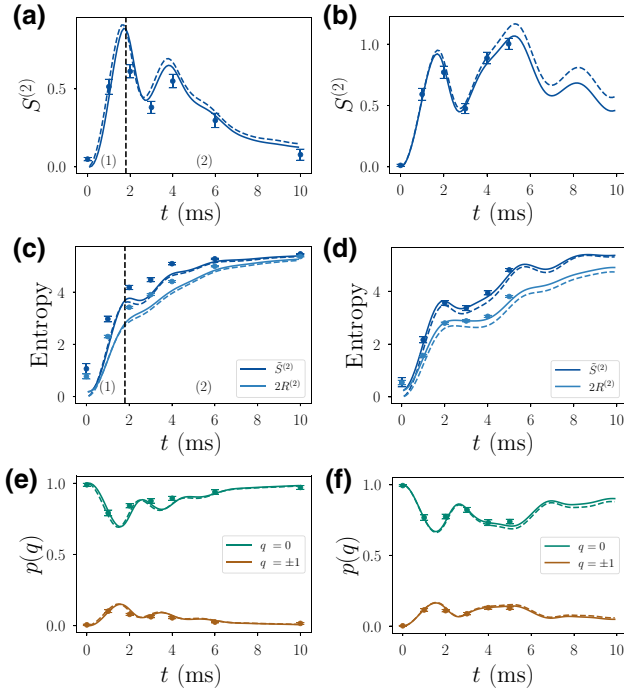 (a)
S(2)
0.5
0.0
(1)
(2)
0 2 4 6 8 10
t (ms)
(b)
S(2)
1.0
0.5
0.0
0 2 4 6 8 10
t (ms)
(c)
Entropy
4
2
0
(1)
(2)
S̃(2)
2R(2)
0 2 4 6 8 10
t (ms)
(d)
Entropy
4
2
0
S̃(2)
2R(2)
0 2 4 6 8 10
t (ms)
(e)
p(q)
1.0
0.5
0.0
q = 0
q = ±1
0 2 4 6 8 10
t (ms)
(f)
p(q)
1.0
0.5
0.0
q = 0
q = ±1
0 2 4 6 8 10
t (ms)